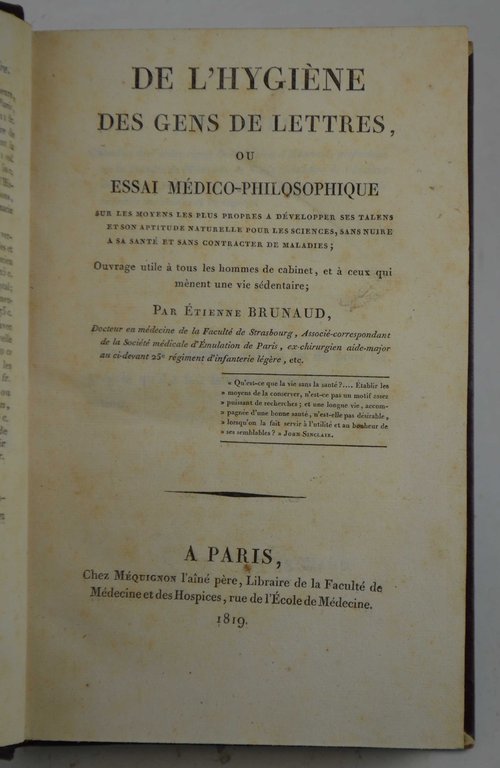 DE L'HYGIÈNE
DES GENS DE LETTRES,
OU
ESSAI MÉDICO-PHILOSOPHIQUE
SUR LES MOYENS LES PLUS PROPRES A DÉVELOPPER SES TALENS
ET SON APTITUDE NATURELLE POUR LES SCIENCES, SANS NUIRE
A SA SANTÉ ET SANS CONTRACTER DE MALADIES;
Ouvrage utile à tous les hommes de cabinet, et à ceux qui
mènent une vie sédentaire;
PAR ÉTIENNE BRUNAUD,
Docteur en médecine de la Faculté de Strasbourg, Associé-correspondant
de la Société médicale d'Émulation de Paris, ex-chirurgien aide-major
au ci-devant 25e régiment d'infanterie légère, etc.
« Qu'est-ce que la vie sans la santé?.... Établir les
» moyens de la conserver, n'est-ce pas un motif assez
» puissant de recherches; et une longue vie, accom-
» pagnée d'une bonne santé, n'est-elle pas désirable,
» lorsqu'on la fait servir à l'utilité et au bonheur de
» ses semblables? » JOHN SINCLAIR.
A PARIS,
Chez MÉQUIGNON l'aîné père, Libraire de la Faculté de
Médecine et des Hospices, rue de l'École de Médecine.
1819.